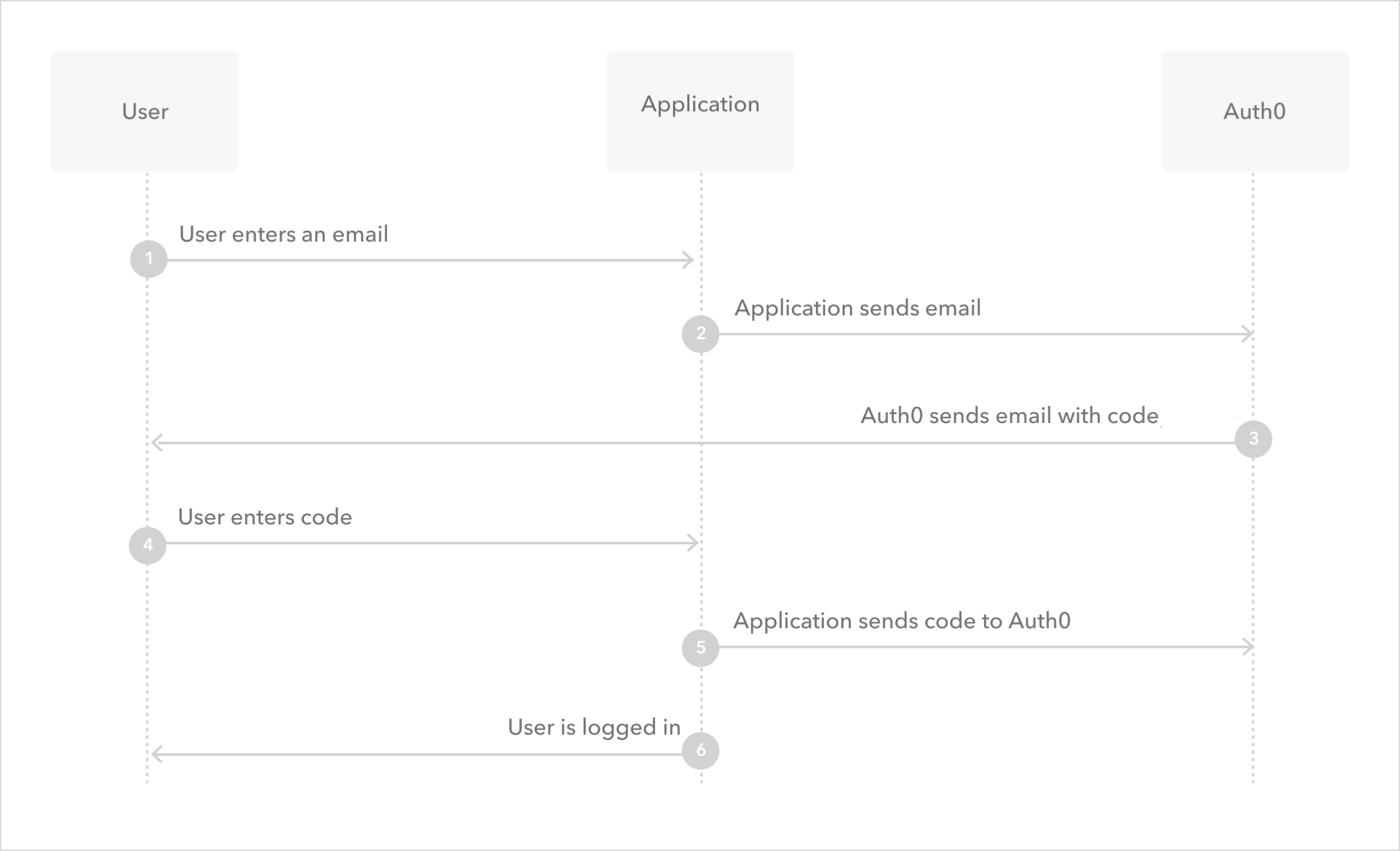 User
Application
Auth0
User enters an email
1
Application sends email
2
Auth0 sends email with code
3
User enters code
4
Application sends code to Auth0
5
User is logged in
6